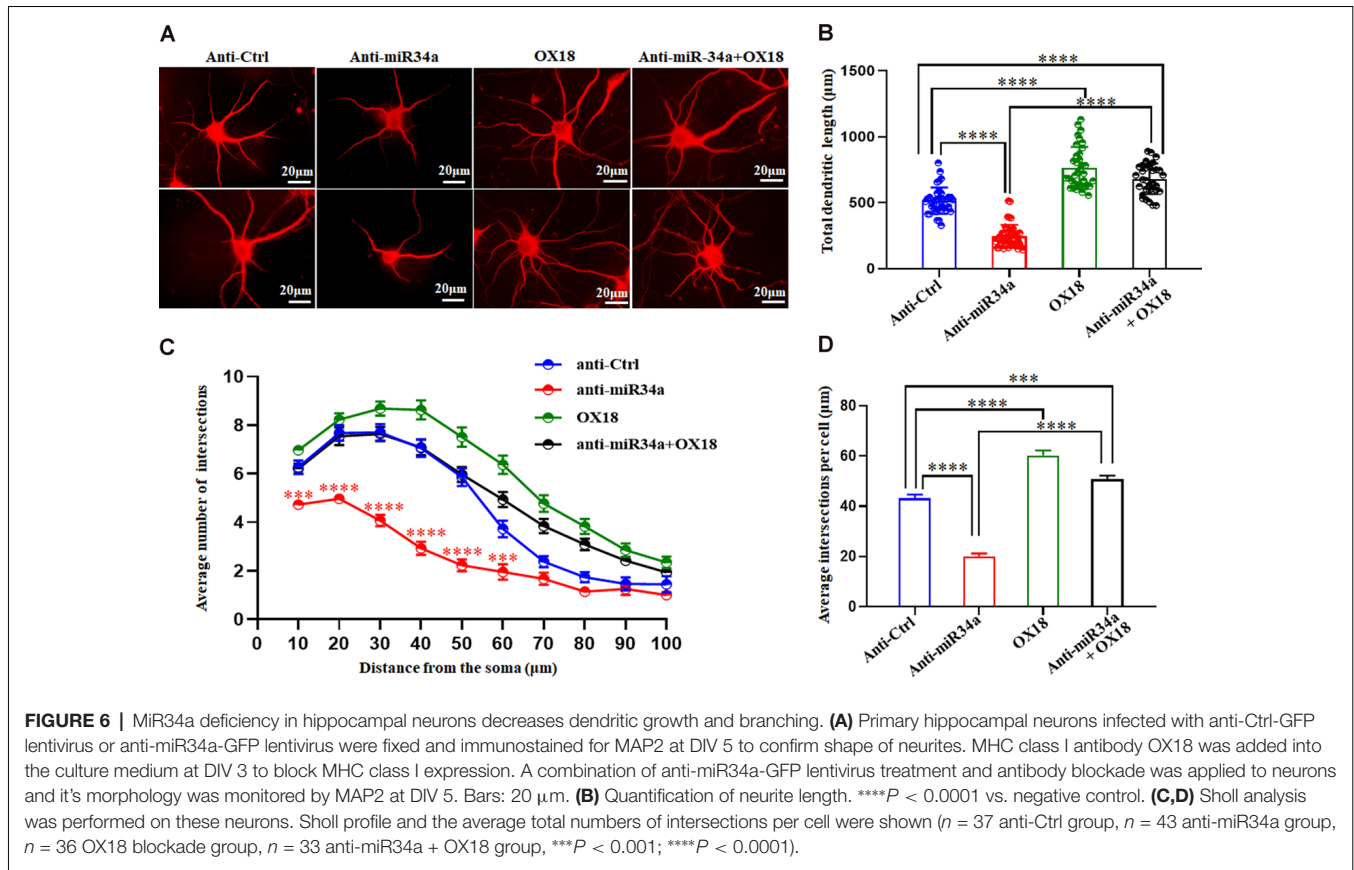 A
Anti-Ctrl
Anti-miR34a
OX18
Anti-miR-34a+OX18
20μm
20μm
20μm
20μm
20μm
20μm
20μm
20μm
B
Total dendritic length (μm)
1500
1000
500
0
****
****
****
****
Anti-Ctrl
Anti-miR34a
OX18
Anti-miR34a
+ OX18
C
Average number of intersections
10
8
6
4
2
0
anti-Ctrl
anti-miR34a
OX18
anti-miR34a+OX18
***
****
****
****
****
***
0 10 20 30 40 50 60 70 80 90 100
Distance from the soma (μm)
D
Average intersections per cell (μm)
80
60
40
20
0
***
****
****
****
Anti-Ctrl
Anti-miR34a
OX18
Anti-miR34a
+ OX18
FIGURE 6 | MiR34a deficiency in hippocampal neurons decreases dendritic growth and branching. (A) Primary hippocampal neurons infected with anti-Ctrl-GFP
lentivirus or anti-miR34a-GFP lentivirus were fixed and immunostained for MAP2 at DIV 5 to confirm shape of neurites. MHC class I antibody OX18 was added into
the culture medium at DIV 3 to block MHC class I expression. A combination of anti-miR34a-GFP lentivirus treatment and antibody blockade was applied to neurons
and it's morphology was monitored by MAP2 at DIV 5. Bars: 20 μm. (B) Quantification of neurite length. ****P < 0.0001 vs. negative control. (C,D) Sholl analysis
was performed on these neurons. Sholl profile and the average total numbers of intersections per cell were shown (n = 37 anti-Ctrl group, n = 43 anti-miR34a group,
n = 36 OX18 blockade group, n = 33 anti-miR34a + OX18 group, ***P < 0.001; ****P < 0.0001).